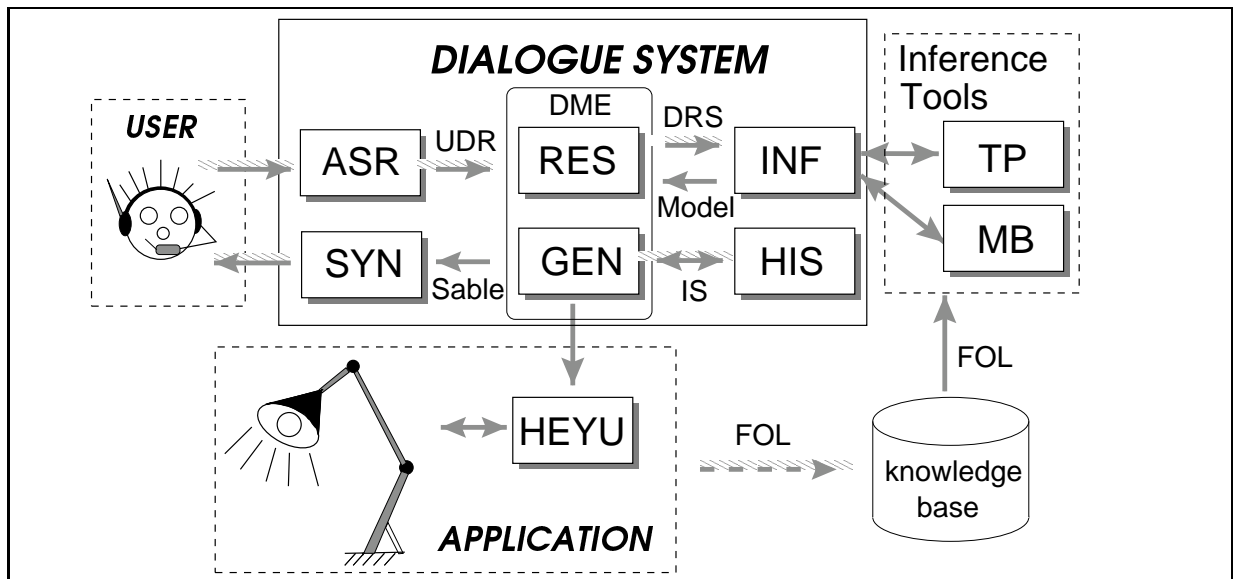 DIALOGUE SYSTEM
Inference
Tools
USER
DME
ASR
UDR
RES
DRS
INF
TP
Model
MB
SYN
Sable
GEN
IS
HIS
FOL
HEYU
FOL
knowledge
base
APPLICATION